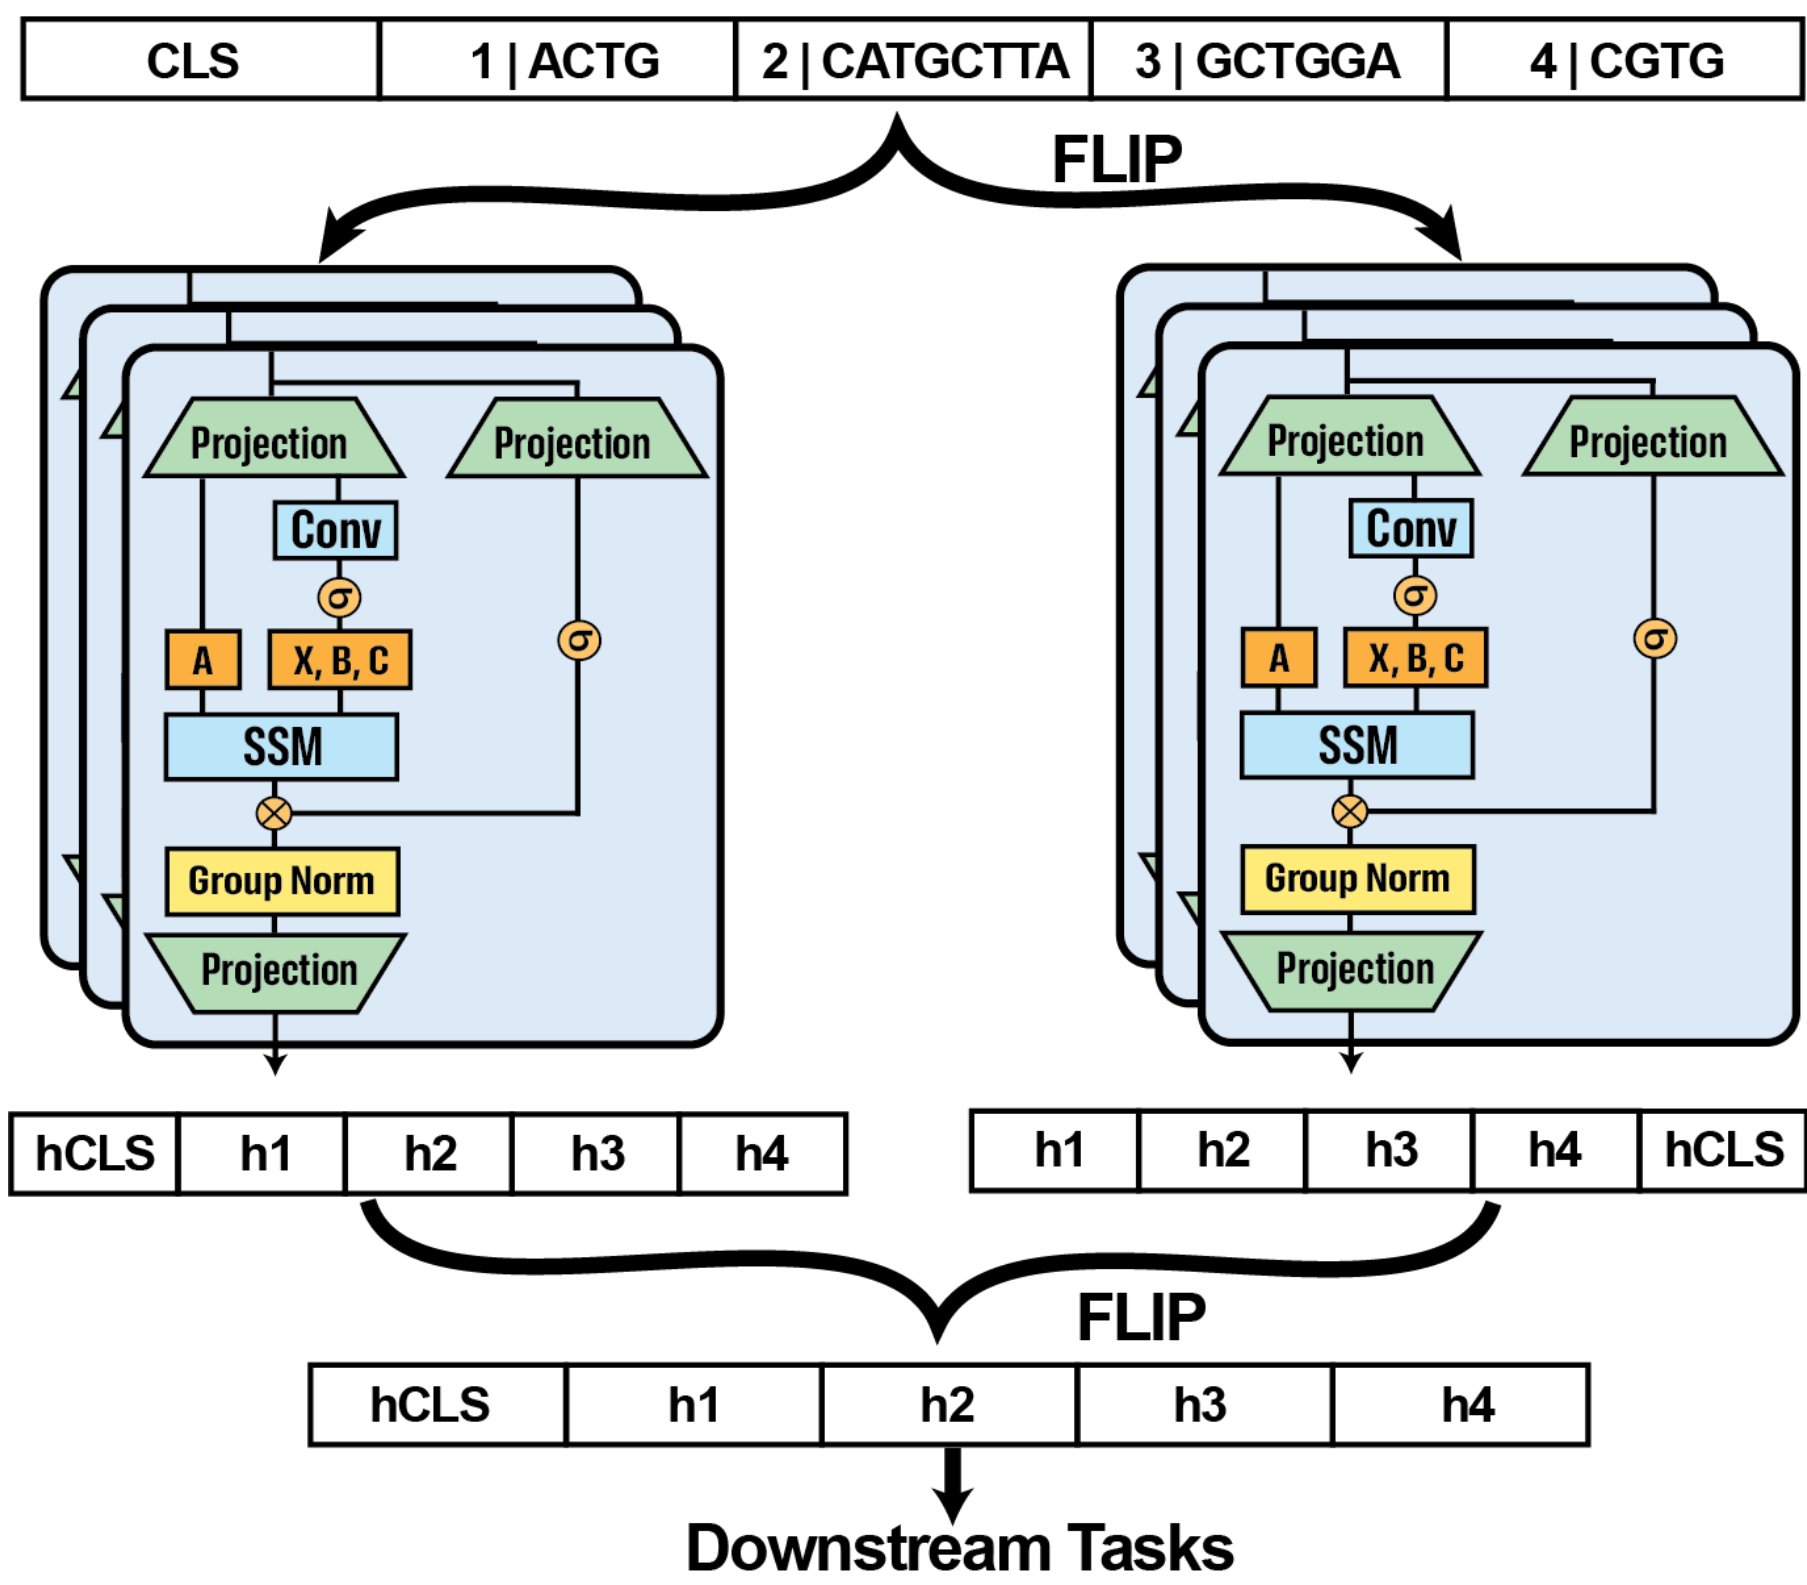 CLS 1 | ACTG 2 | CATGCTTA 3 | GCTGGA 4 | CGTG
FLIP
Projection Projection
Conv
σ
A X, B, C
σ
SSM
Group Norm
Projection
Projection Projection
Conv
σ
A X, B, C
σ
SSM
Group Norm
Projection
hCLS h1 h2 h3 h4
h1 h2 h3 h4 hCLS
FLIP
hCLS h1 h2 h3 h4
Downstream Tasks